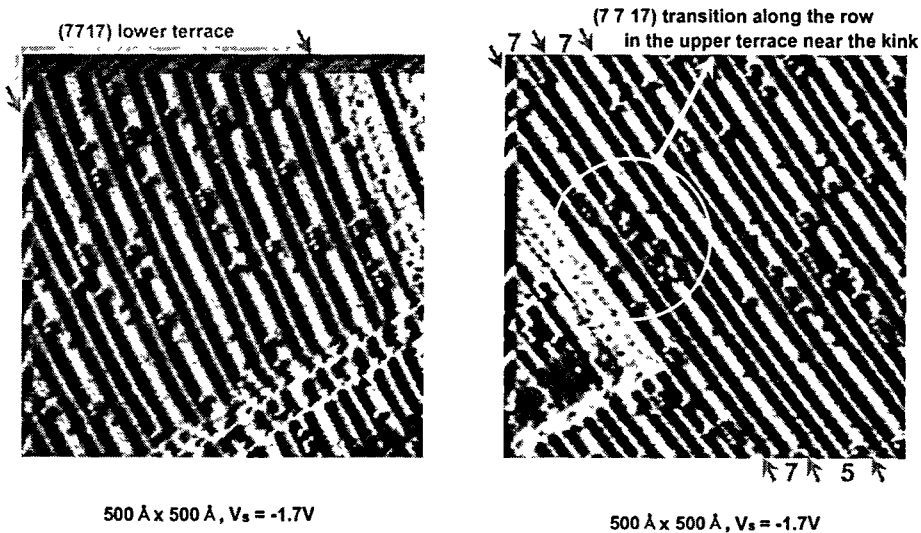 (7717) lower terrace
(7 7 17) transition along the row
in the upper terrace near the kink
7 7
7 5
500 Å x 500 Å, Vs = -1.7V
500 Å x 500 Å, Vs = -1.7V